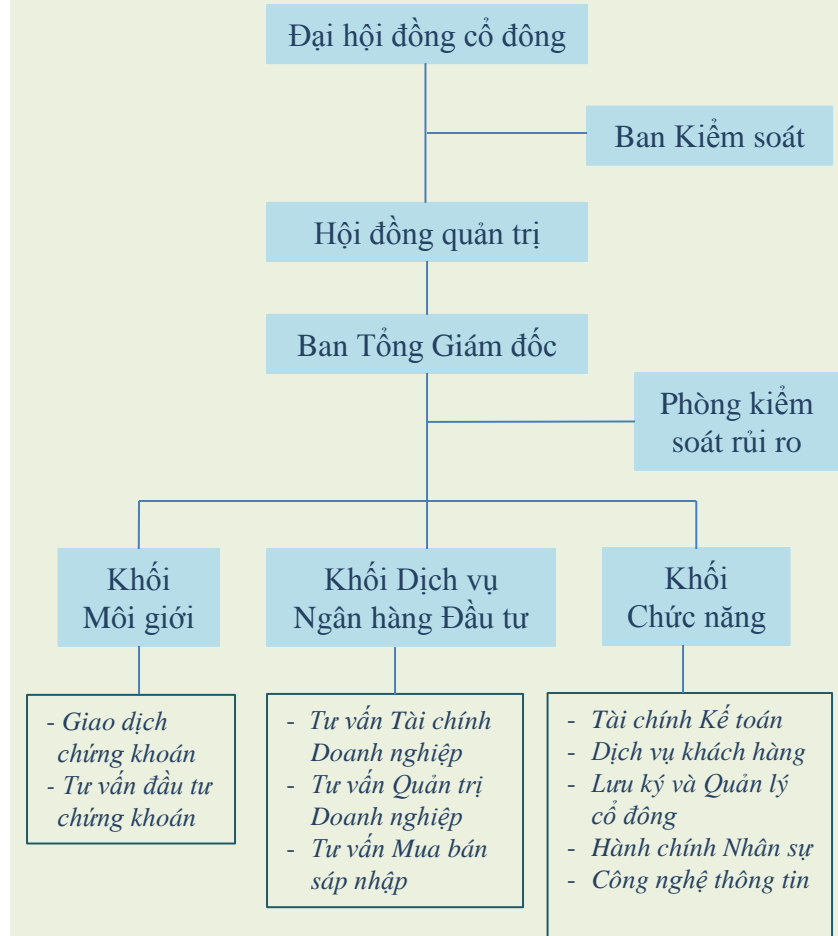 Đại hội đồng cổ đông
Ban Kiểm soát
Hội đồng quản trị
Ban Tổng Giám đốc
Phòng kiểm
soát rủi ro
Khối
Môi giới
Khối Dịch vụ
Ngân hàng Đầu tư
Khối
Chức năng
- Giao dịch
chứng khoán
- Tư vấn đầu tư
chứng khoán
- Tư vấn Tài chính
Doanh nghiệp
- Tư vấn Quản trị
Doanh nghiệp
- Tư vấn Mua bán
sáp nhập
- Tài chính Kế toán
- Dịch vụ khách hàng
- Lưu ký và Quản lý
cổ đông
- Hành chính Nhân sự
- Công nghệ thông tin